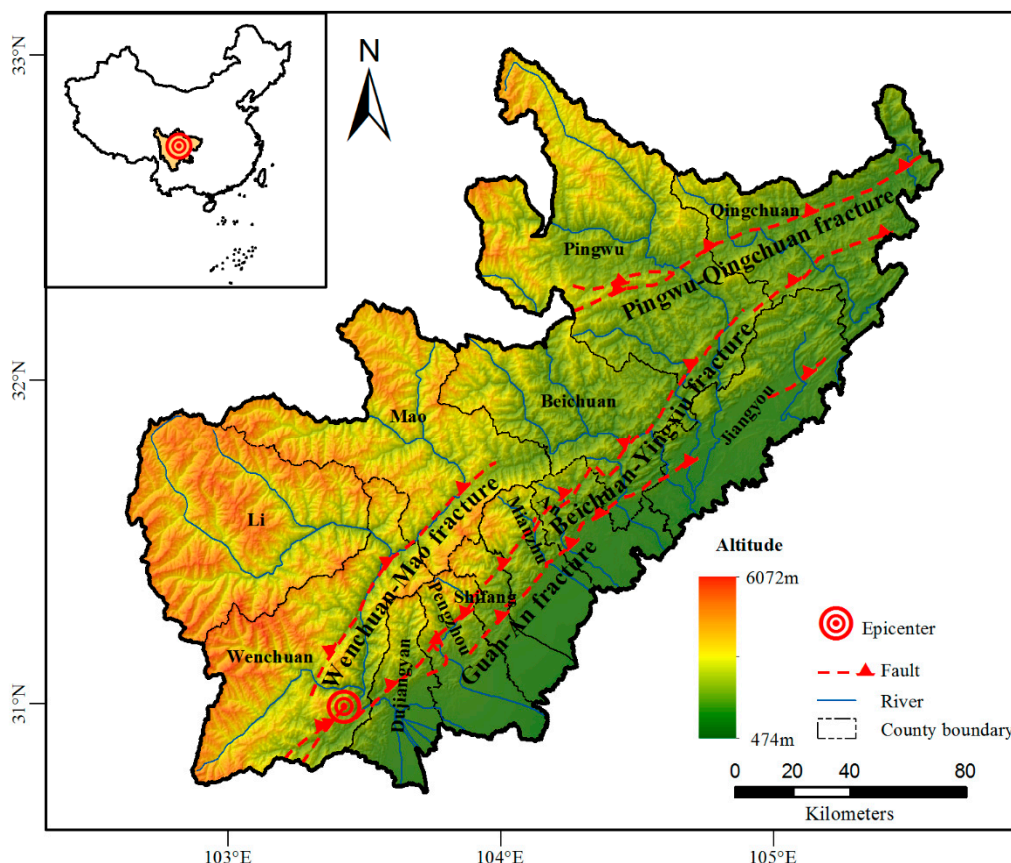 33°N
32°N
31°N
N
Qingchuan
Pingwu
Pingwu-Qingchuan fracture
Mao
Beichuan
Beichuan-Yingxiu fracture
Jiangyou
Li
Wenchuan-Mao fracture
Mianzhu
Shifang
Pengzhou
Guan-An fracture
Wenchuan
Dujiangyan
Altitude
6072m
474m
Epicenter
Fault
River
County boundary
0 20 40 80
Kilometers
103°E 104°E 105°E